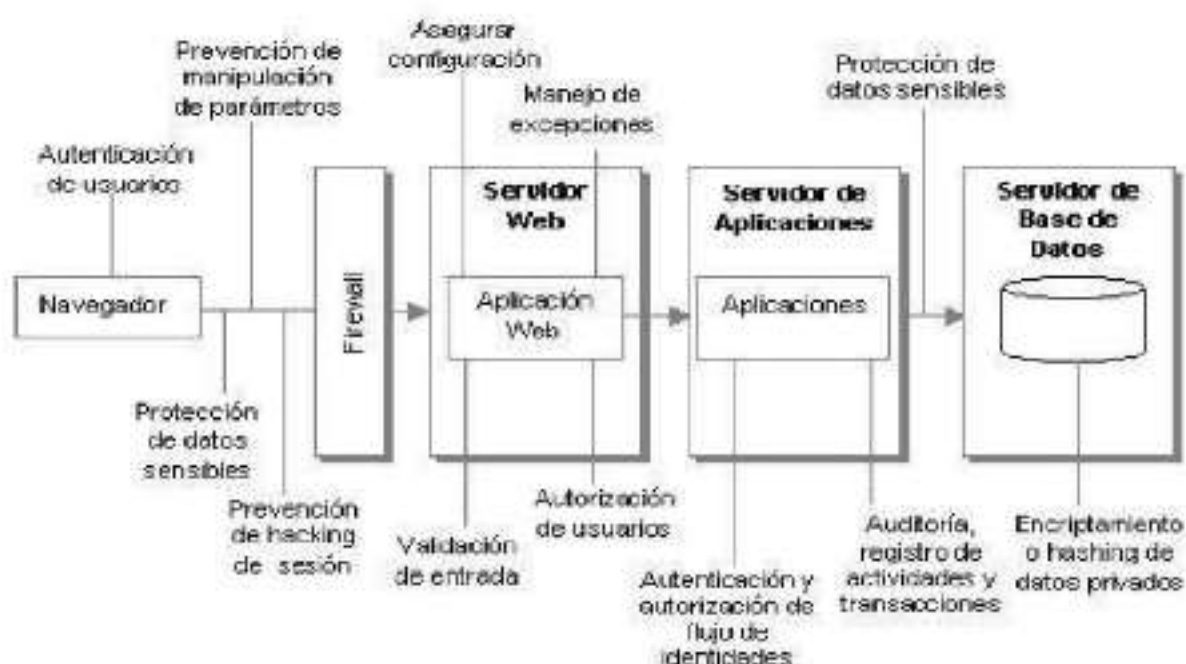 Asegurar
configuración
Prevención de
manipulación
de parámetros
Manejo de
excepciones
Protección de
datos sensibles
Autenticación
de usuarios
Servidor
Web
Servidor de
Aplicaciones
Servidor de
Base de
Datos
Navegador
Firewall
Aplicación
Web
Aplicaciones
Protección
de datos
sensibles
Prevención
de hacking
de sesión
Validación
de entrada
Autorización
de usuarios
Autenticación y
autorización de
flujo de
identidades
Auditoría,
registro de
actividades y
transacciones
Encriptamiento
o hashing de
datos privados